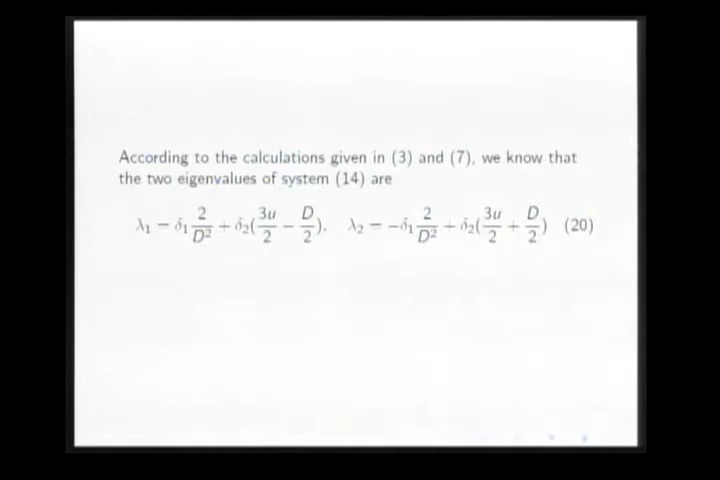 According to the calculations given in (3) and (7), we know that
the two eigenvalues of system (14) are
λ₁ = δ₁ 2/D² + δ₂(3u/2 − D/2), λ₂ = −δ₁ 2/D² + δ₂(3u/2 + D/2) (20)